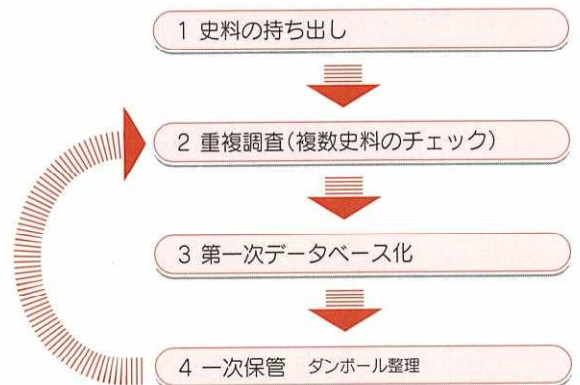 1 史料の持ち出し
2 重複調査(複数史料のチェック)
3 第一次データベース化
4 一次保管 ダンボール整理